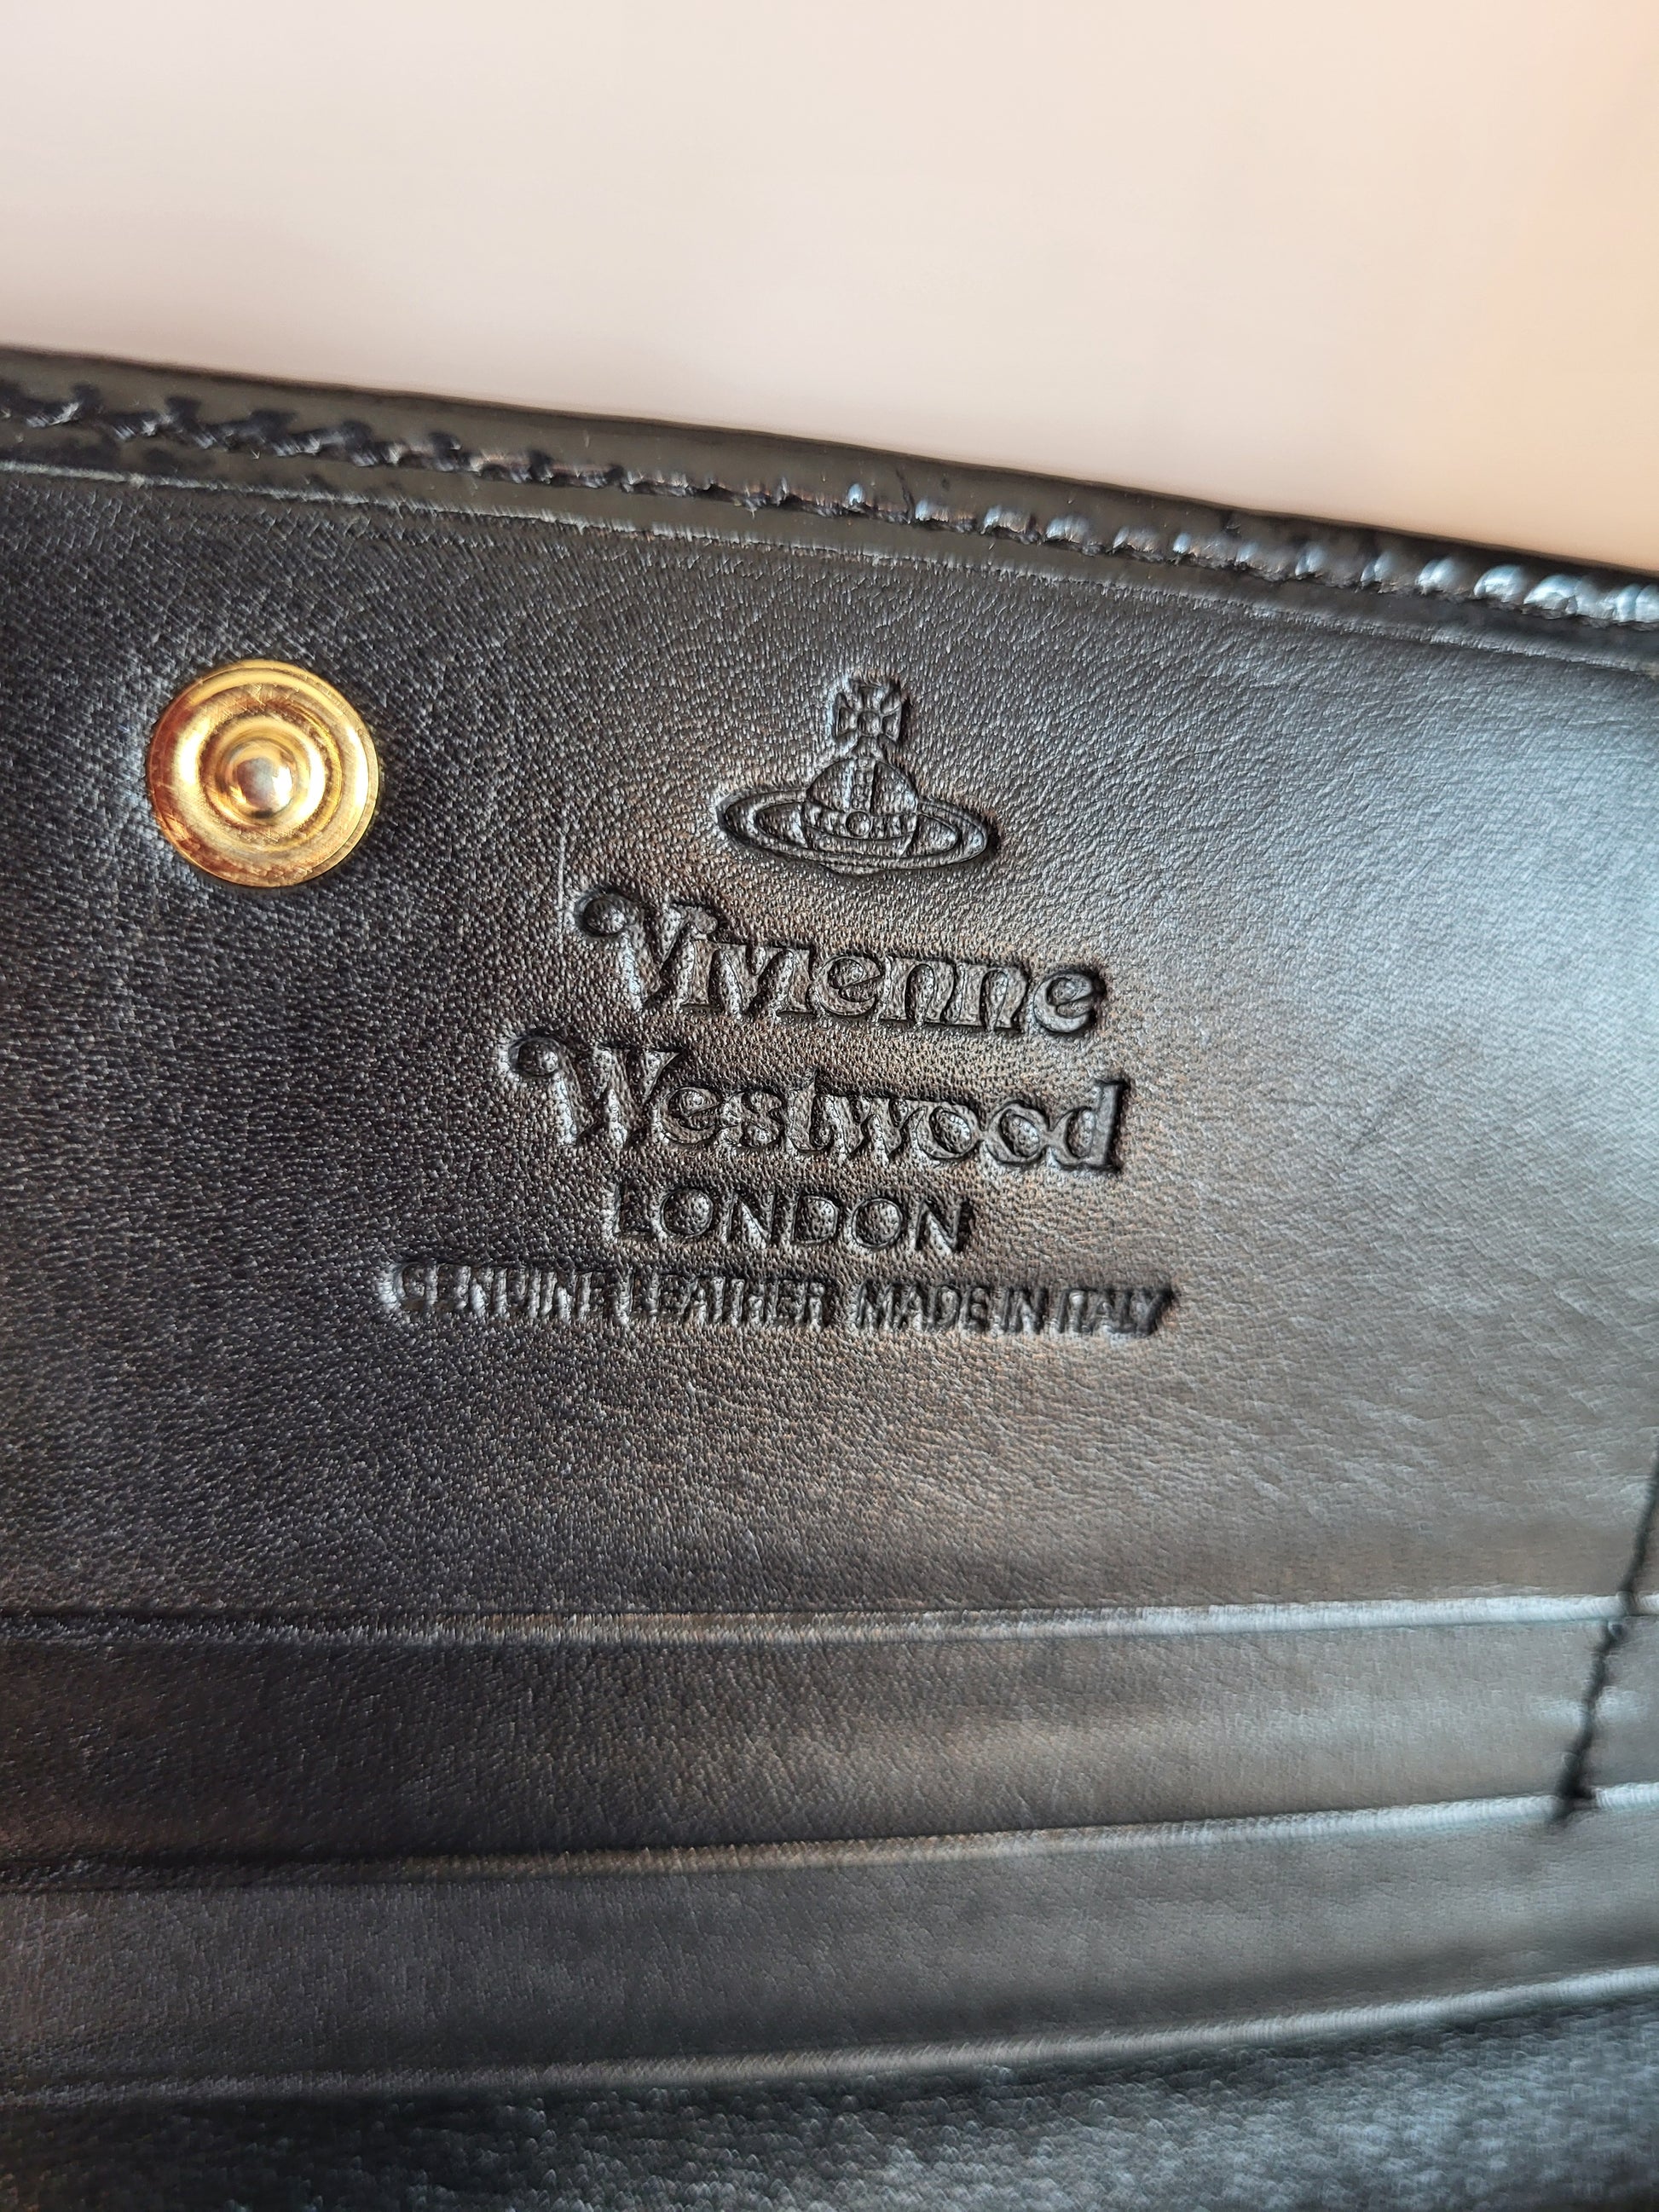 Vivienne
Westwood
LONDON
GENUINE LEATHER MADE IN ITALY